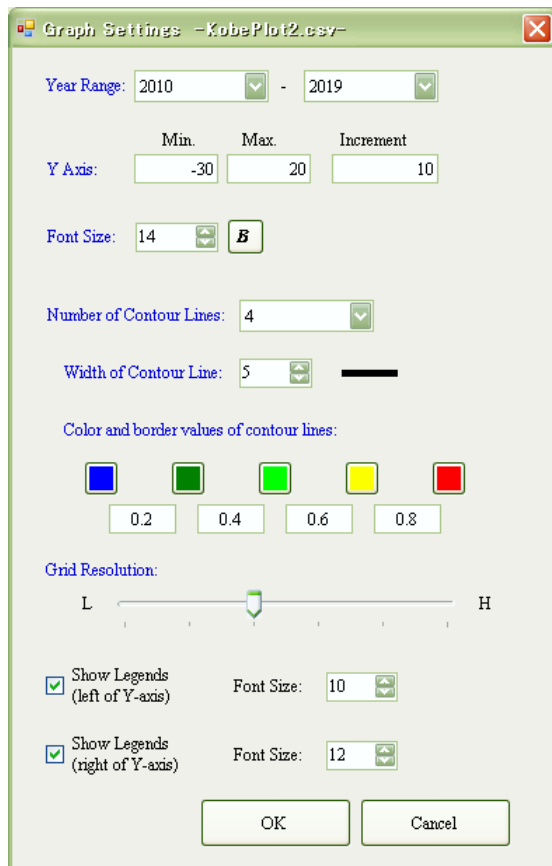 Graph Settings -KobePlot2.csv-
Year Range: 2010 - 2019
Min. Max. Increment
Y Axis: -30 20 10
Font Size: 14 B
Number of Contour Lines: 4
Width of Contour Line: 5
Color and border values of contour lines:
0.2 0.4 0.6 0.8
Grid Resolution:
L H
Show Legends
(left of Y-axis) Font Size: 10
Show Legends
(right of Y-axis) Font Size: 12
OK Cancel